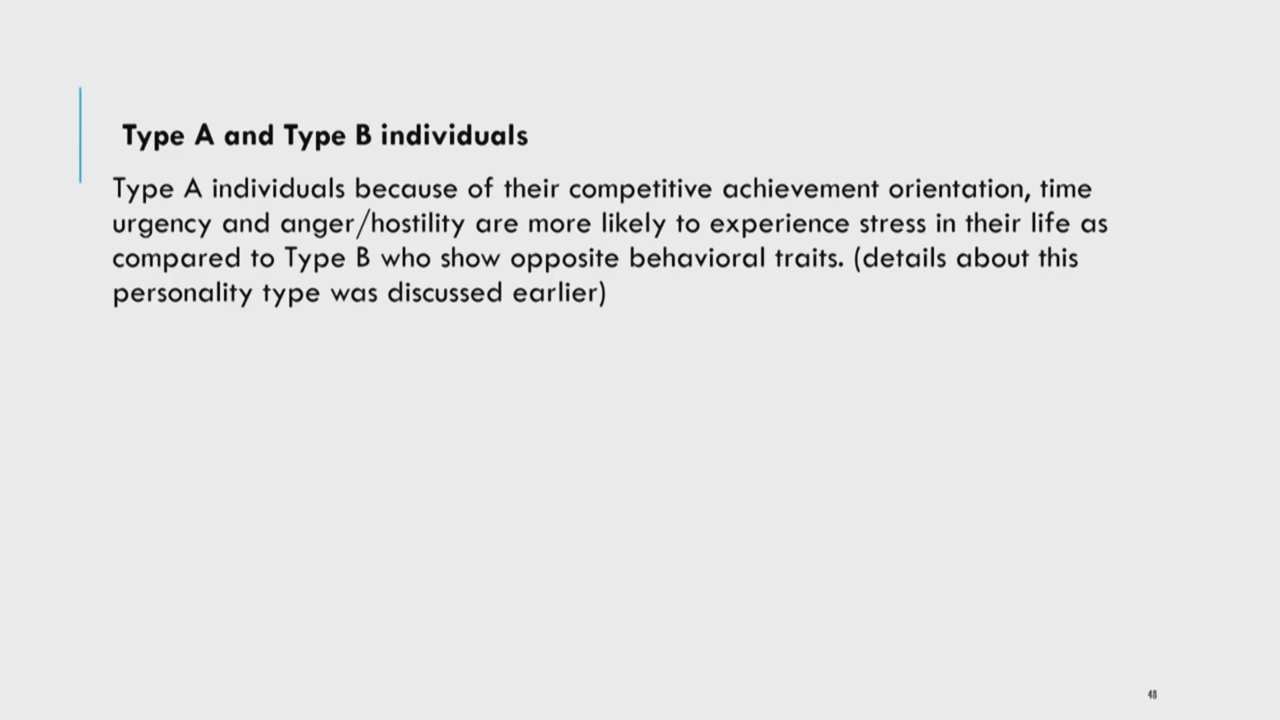 Type A and Type B individuals
Type A individuals because of their competitive achievement orientation, time
urgency and anger/hostility are more likely to experience stress in their life as
compared to Type B who show opposite behavioral traits. (details about this
personality type was discussed earlier)
48